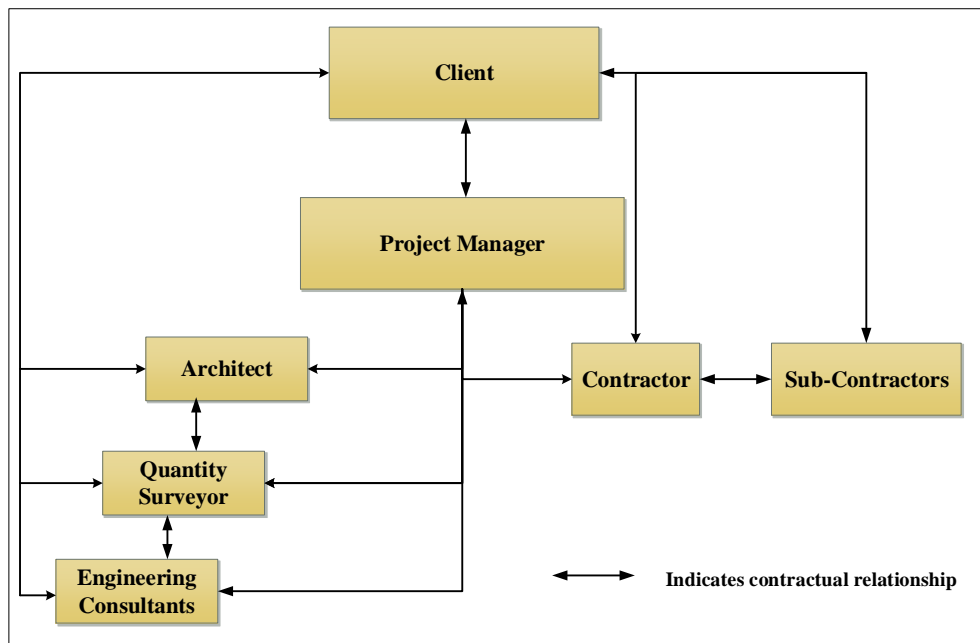 Client
Project Manager
Architect
Contractor
Sub-Contractors
Quantity
Surveyor
Engineering
Consultants
Indicates contractual relationship